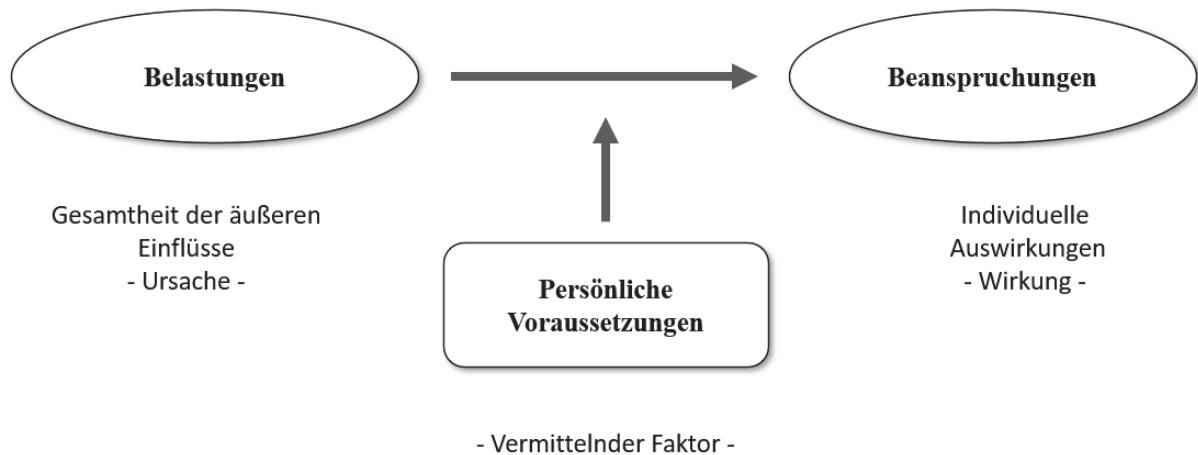 Belastungen
Beanspruchungen
Gesamtheit der äußeren
Einflüsse
- Ursache -
Individuelle
Auswirkungen
- Wirkung -
Persönliche
Voraussetzungen
- Vermittelnder Faktor -